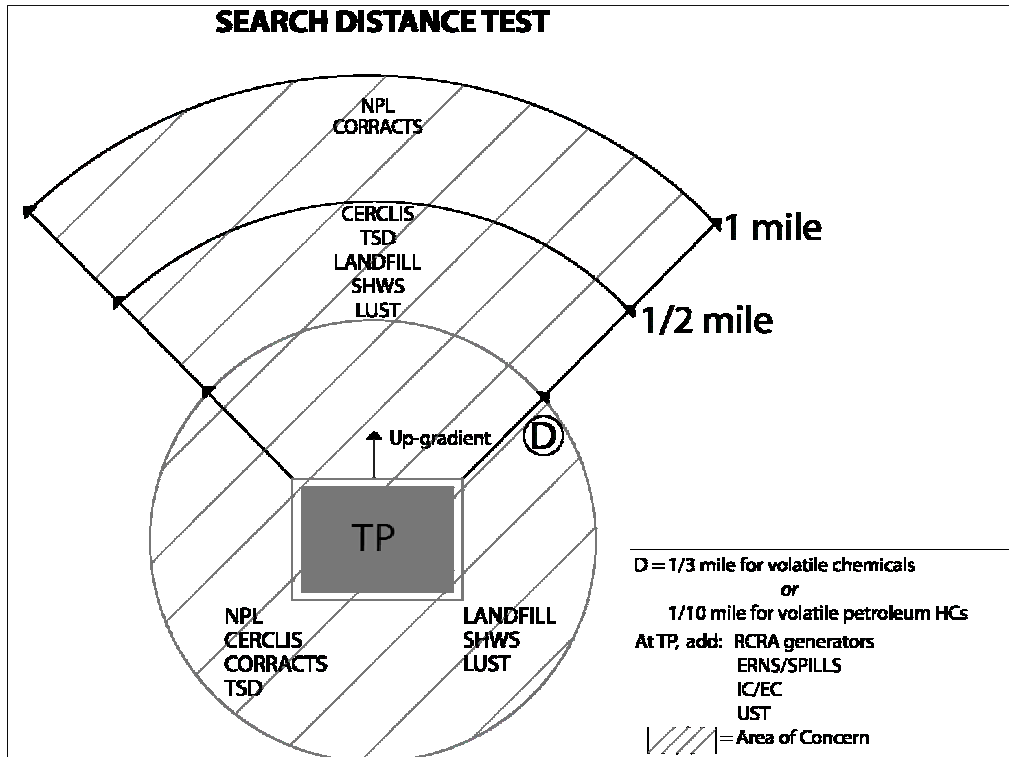 SEARCH DISTANCE TEST
NPL
CORRACTS
CERCLIS
TSD
LANDFILL
SHWS
LUST
1 mile
1/2 mile
Up-gradient
D
TP
NPL
CERCLIS
CORRACTS
TSD
LANDFILL
SHWS
LUST
D = 1/3 mile for volatile chemicals
or
1/10 mile for volatile petroleum HCs
At TP, add: RCRA generators
ERNS/SPILLS
IC/EC
UST
= Area of Concern